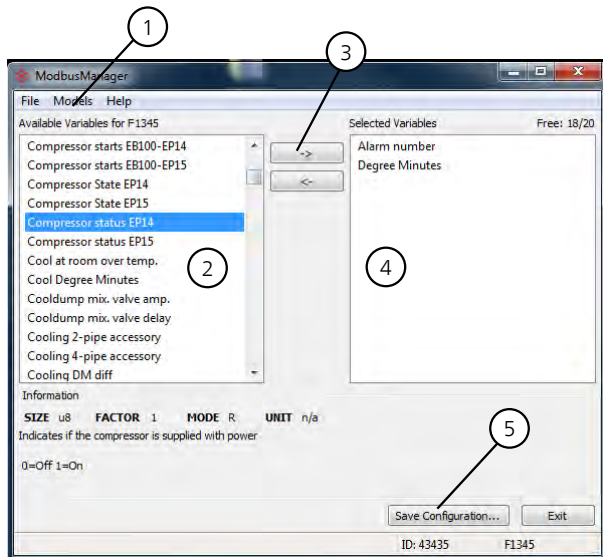 1
3
ModbusManager
File Models Help
Available Variables for F1345
Selected Variables Free: 18/20
Compressor starts EB100-EP14
Compressor starts EB100-EP15
Compressor State EP14
Compressor State EP15
Compressor status EP14
Compressor status EP15
Cool at room over temp.
Cool Degree Minutes
Cooldump mix. valve amp.
Cooldump mix. valve delay
Cooling 2-pipe accessory
Cooling 4-pipe accessory
Cooling DM diff
2
->
<-
Alarm number
Degree Minutes
4
Information
SIZE u8 FACTOR 1 MODE R UNIT n/a
Indicates if the compressor is supplied with power
0=Off 1=On
5
Save Configuration... Exit
ID: 43435 F1345